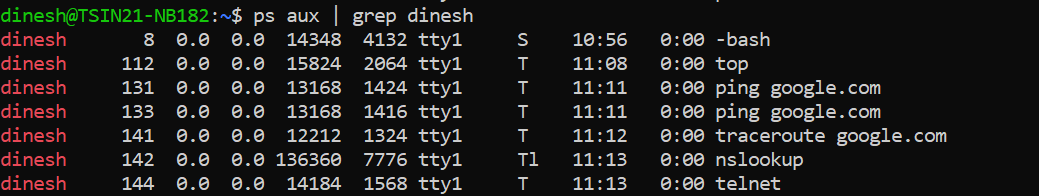 dinesh@TSIN21-NB182:~$ ps aux | grep dinesh
dinesh 8 0.0 0.0 14348 4132 tty1 S 10:56 0:00 -bash
dinesh 112 0.0 0.0 15824 2064 tty1 T 11:08 0:00 top
dinesh 131 0.0 0.0 13168 1424 tty1 T 11:11 0:00 ping google.com
dinesh 133 0.0 0.0 13168 1416 tty1 T 11:11 0:00 ping google.com
dinesh 141 0.0 0.0 12212 1324 tty1 T 11:12 0:00 traceroute google.com
dinesh 142 0.0 0.0 136360 7776 tty1 Tl 11:13 0:00 nslookup
dinesh 144 0.0 0.0 14184 1568 tty1 T 11:13 0:00 telnet